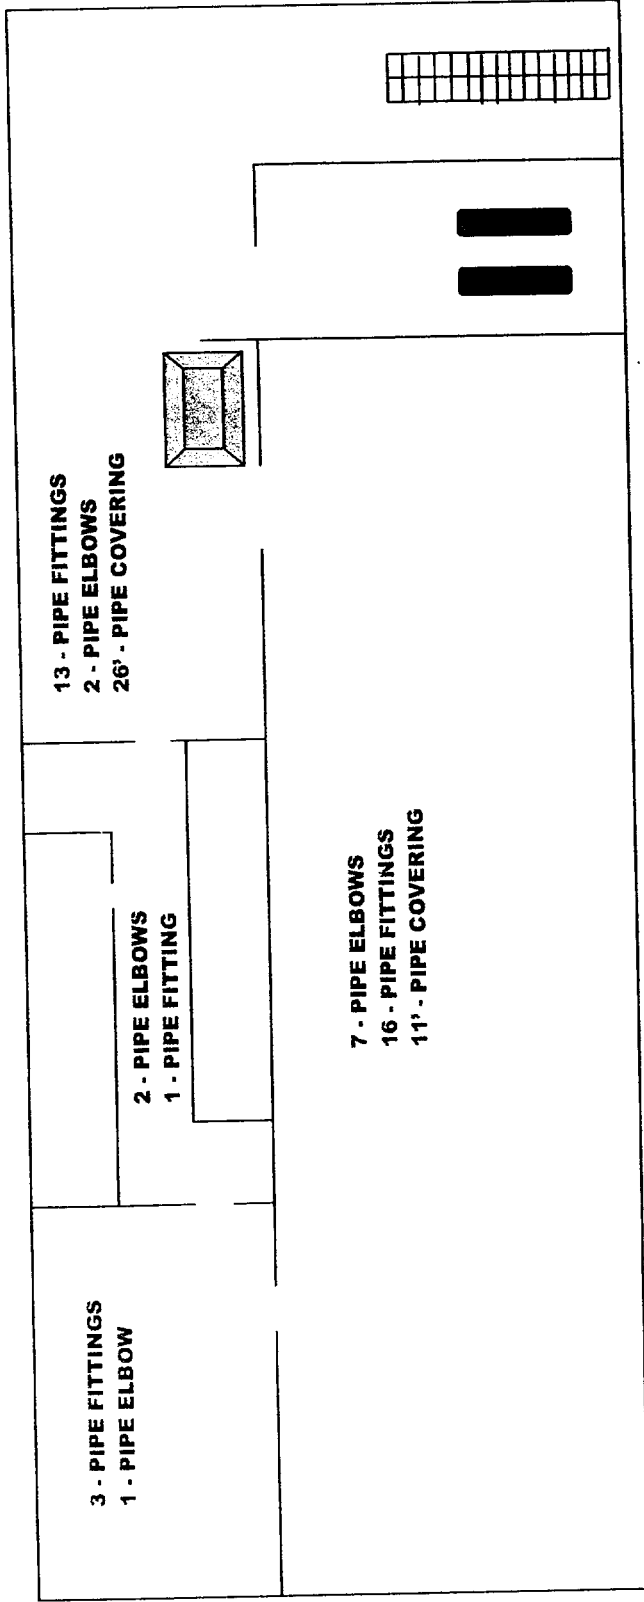 3 - PIPE FITTINGS
1 - PIPE ELBOW
2 - PIPE ELBOWS
1 - PIPE FITTING
13 - PIPE FITTINGS
2 - PIPE ELBOWS
26' - PIPE COVERING
7 - PIPE ELBOWS
16 - PIPE FITTINGS
11' - PIPE COVERING